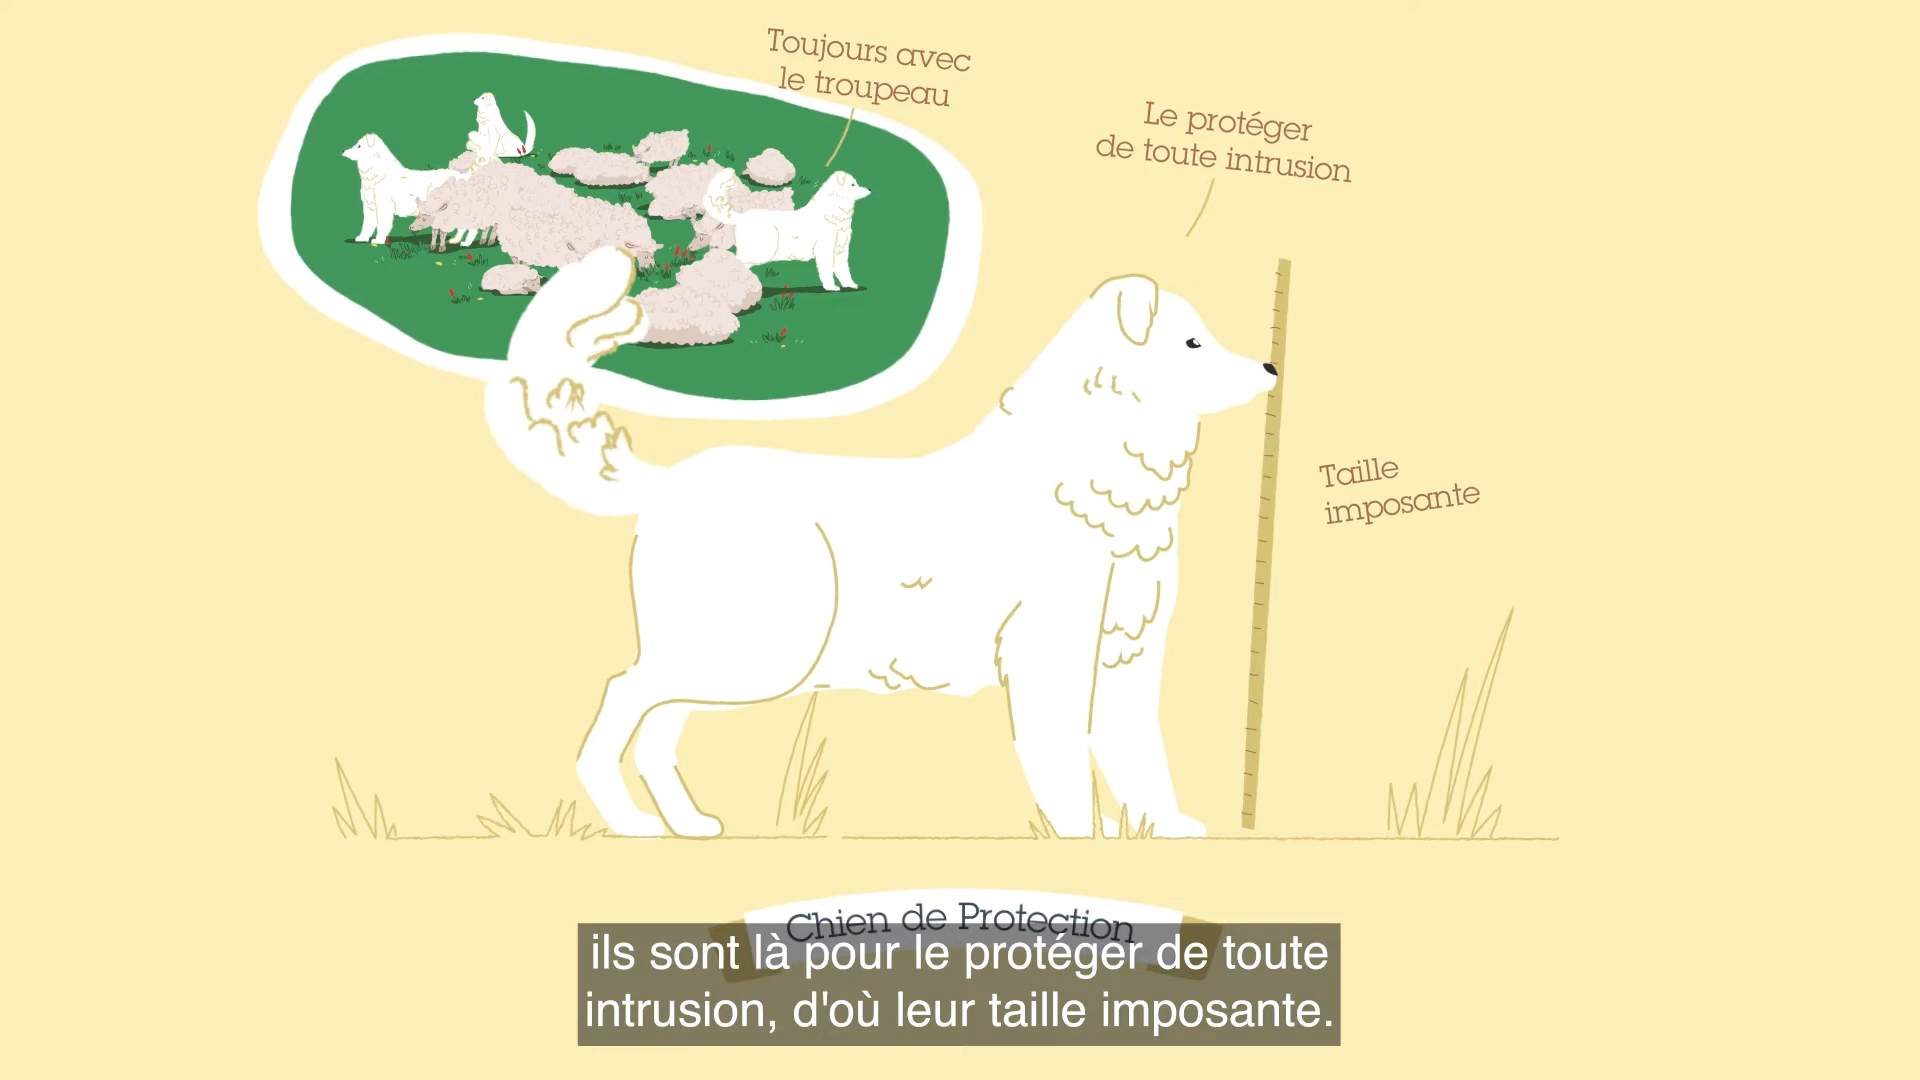 Toujours avec
le troupeau
Le protéger
de toute intrusion
Taille
imposante
Chien de Protection
ils sont là pour le protéger de toute
intrusion, d'où leur taille imposante.